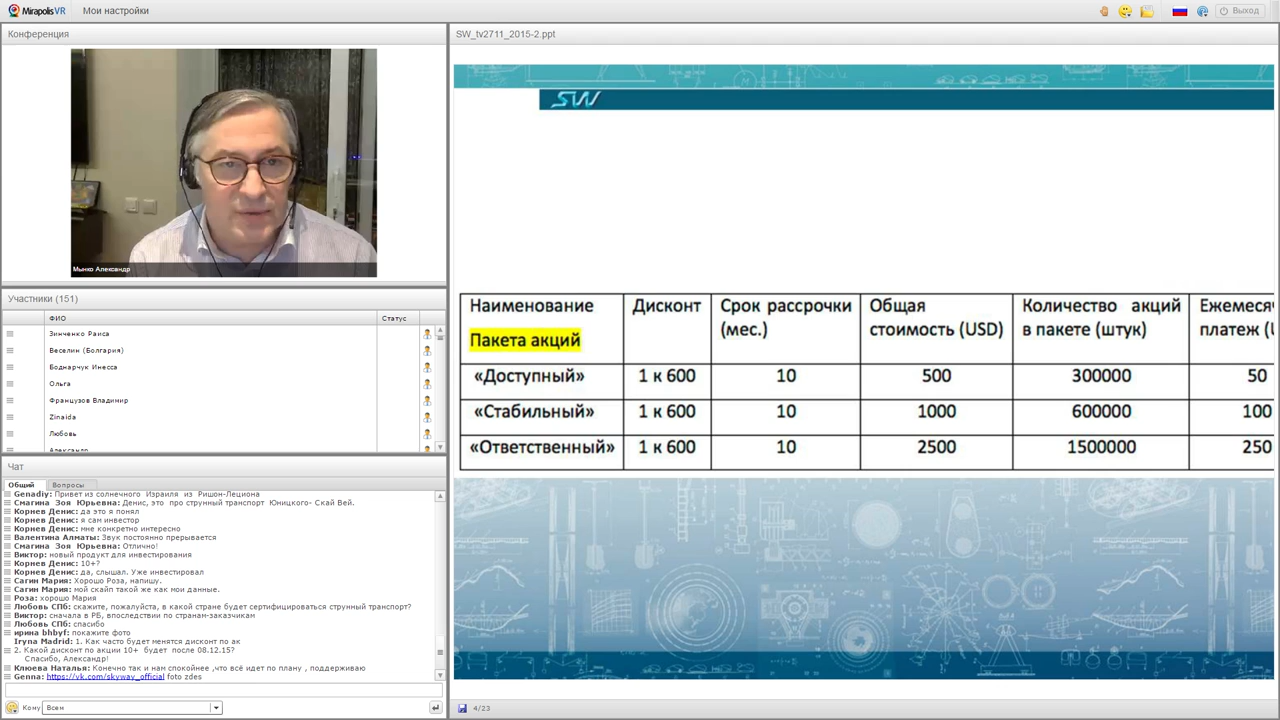 Mirapolis VR
Мои настройки
Выход
Конференция
Мынко Александр
Участники (151)
ФИО
Статус
Зинченко Раиса
Веселин (Болгария)
Боднарчук Инесса
Ольга
Французов Владимир
Zinaida
Любовь
Александр
Чат
Общий
Вопросы
Genadiy: Привет из солнечного Израиля из Ришон-Лециона
Смагина Зоя Юрьевна: Денис, это про струнный транспорт Юницкого- Скай Вей.
Корнев Денис: да это я понял
Корнев Денис: я сам инвестор
Корнев Денис: мне конкретно интересно
Валентина Алматы: Звук постоянно прерывается
Смагина Зоя Юрьевна: Отлично!
Виктор: новый продукт для инвестирования
Корнев Денис: 10+?
Корнев Денис: да, слышал. Уже инвестировал
Сагин Мария: Хорошо Роза, напишу.
Сагин Мария: мой скайп такой же как мои данные.
Роза: хорошо Мария
Любовь СПб: скажите, пожалуйста, в какой стране будет сертифицироваться струнный транспорт?
Виктор: сначала в РБ, впоследствии по странам-заказчикам
Любовь СПб: спасибо
ирина bhbyf: покажите фото
Iryna Madrid: 1. Как часто будет менятся дисконт по ак
2. Какой дисконт по акции 10+ будет после 08.12.15?
Спасибо, Александр!
Клюева Наталья: Конечно так и нам спокойнее ,что всё идет по плану , поддерживаю
Genna: https://vk.com/skyway_official foto zdes
Кому
Всем
SW_tv2711_2015-2.ppt
SW
Наименование
Пакета акций
Дисконт
Срок рассрочки
(мес.)
Общая
стоимость (USD)
Количество акций
в пакете (штук)
Ежемеся
платеж (U
«Доступный» 1 к 600 10 500 300000 50
«Стабильный» 1 к 600 10 1000 600000 100
«Ответственный» 1 к 600 10 2500 1500000 250
4/23